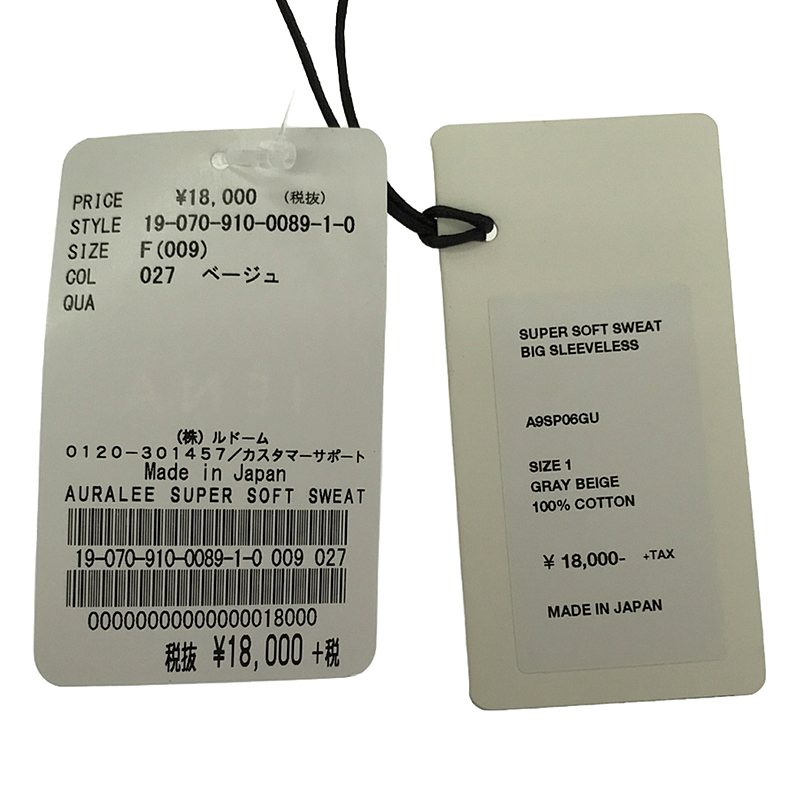 PRICE ¥18,000 (税抜)
STYLE 19-070-910-0089-1-0
SIZE F(009)
COL 027 ベージュ
QUA
(株)ルドーム
0120-301457/カスタマーサポート
Made in Japan
AURALEE SUPER SOFT SWEAT
19-070-910-0089-1-0 009 027
00000000000000018000
税抜 ¥18,000 +税
SUPER SOFT SWEAT
BIG SLEEVELESS
A9SP06GU
SIZE 1
GRAY BEIGE
100% COTTON
¥ 18,000- +TAX
MADE IN JAPAN